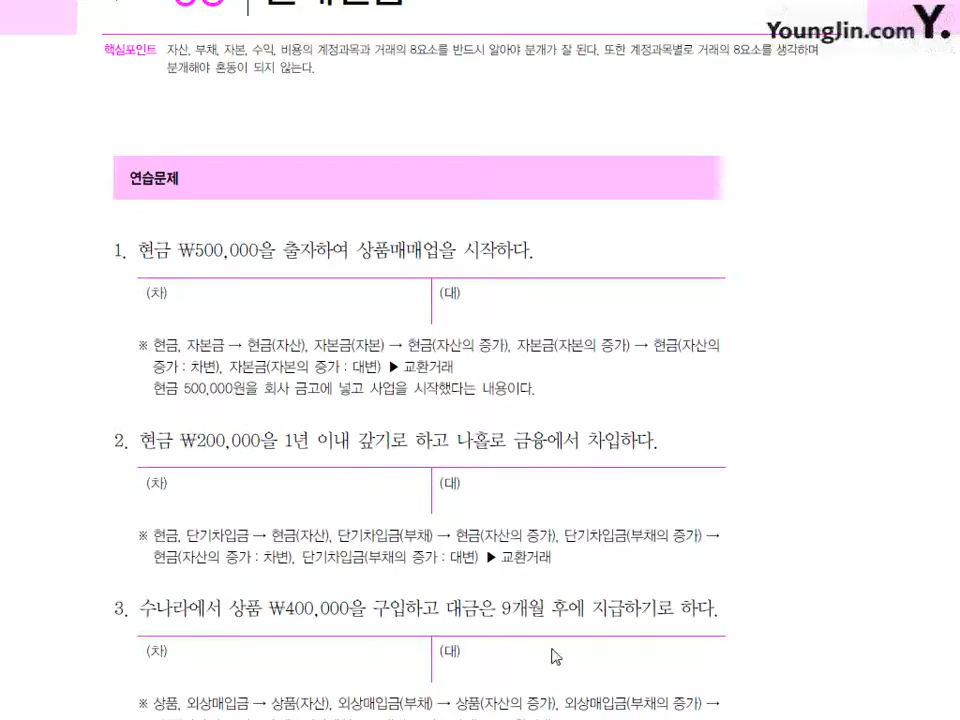 YoungJin.com Y.
핵심포인트 자산, 부채, 자본, 수익, 비용의 계정과목과 거래의 8요소를 반드시 알아야 분개가 잘 된다. 또한 계정과목별로 거래의 8요소를 생각하며
분개해야 혼동이 되지 않는다.
연습문제
1. 현금 ₩500,000을 출자하여 상품매매업을 시작하다.
(차) (대)
※ 현금, 자본금 → 현금(자산), 자본금(자본) → 현금(자산의 증가), 자본금(자본의 증가) → 현금(자산의
증가 : 차변), 자본금(자본의 증가 : 대변) ▶ 교환거래
현금 500,000원을 회사 금고에 넣고 사업을 시작했다는 내용이다.
2. 현금 ₩200,000을 1년 이내 갚기로 하고 나홀로 금융에서 차입하다.
(차) (대)
※ 현금, 단기차입금 → 현금(자산), 단기차입금(부채) → 현금(자산의 증가), 단기차입금(부채의 증가) →
현금(자산의 증가 : 차변), 단기차입금(부채의 증가 : 대변) ▶ 교환거래
3. 수나라에서 상품 ₩400,000을 구입하고 대금은 9개월 후에 지급하기로 하다.
(차) (대)
※ 상품, 외상매입금 → 상품(자산), 외상매입금(부채) → 상품(자산의 증가), 외상매입금(부채의 증가) →